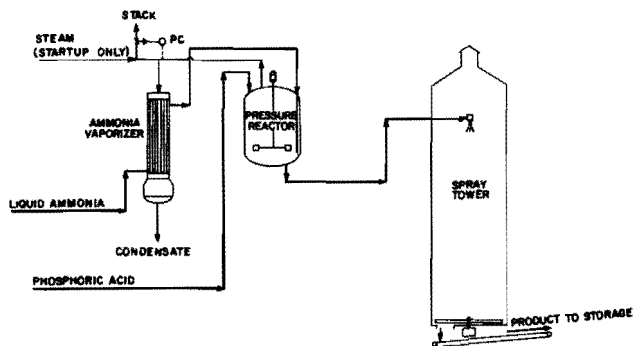 STACK
STEAM
(STARTUP ONLY)
PC
AMMONIA
VAPORIZER
PRESSURE
REACTOR
SPRAY
TOWER
LIQUID AMMONIA
CONDENSATE
PHOSPHORIC ACID
PRODUCT TO STORAGE